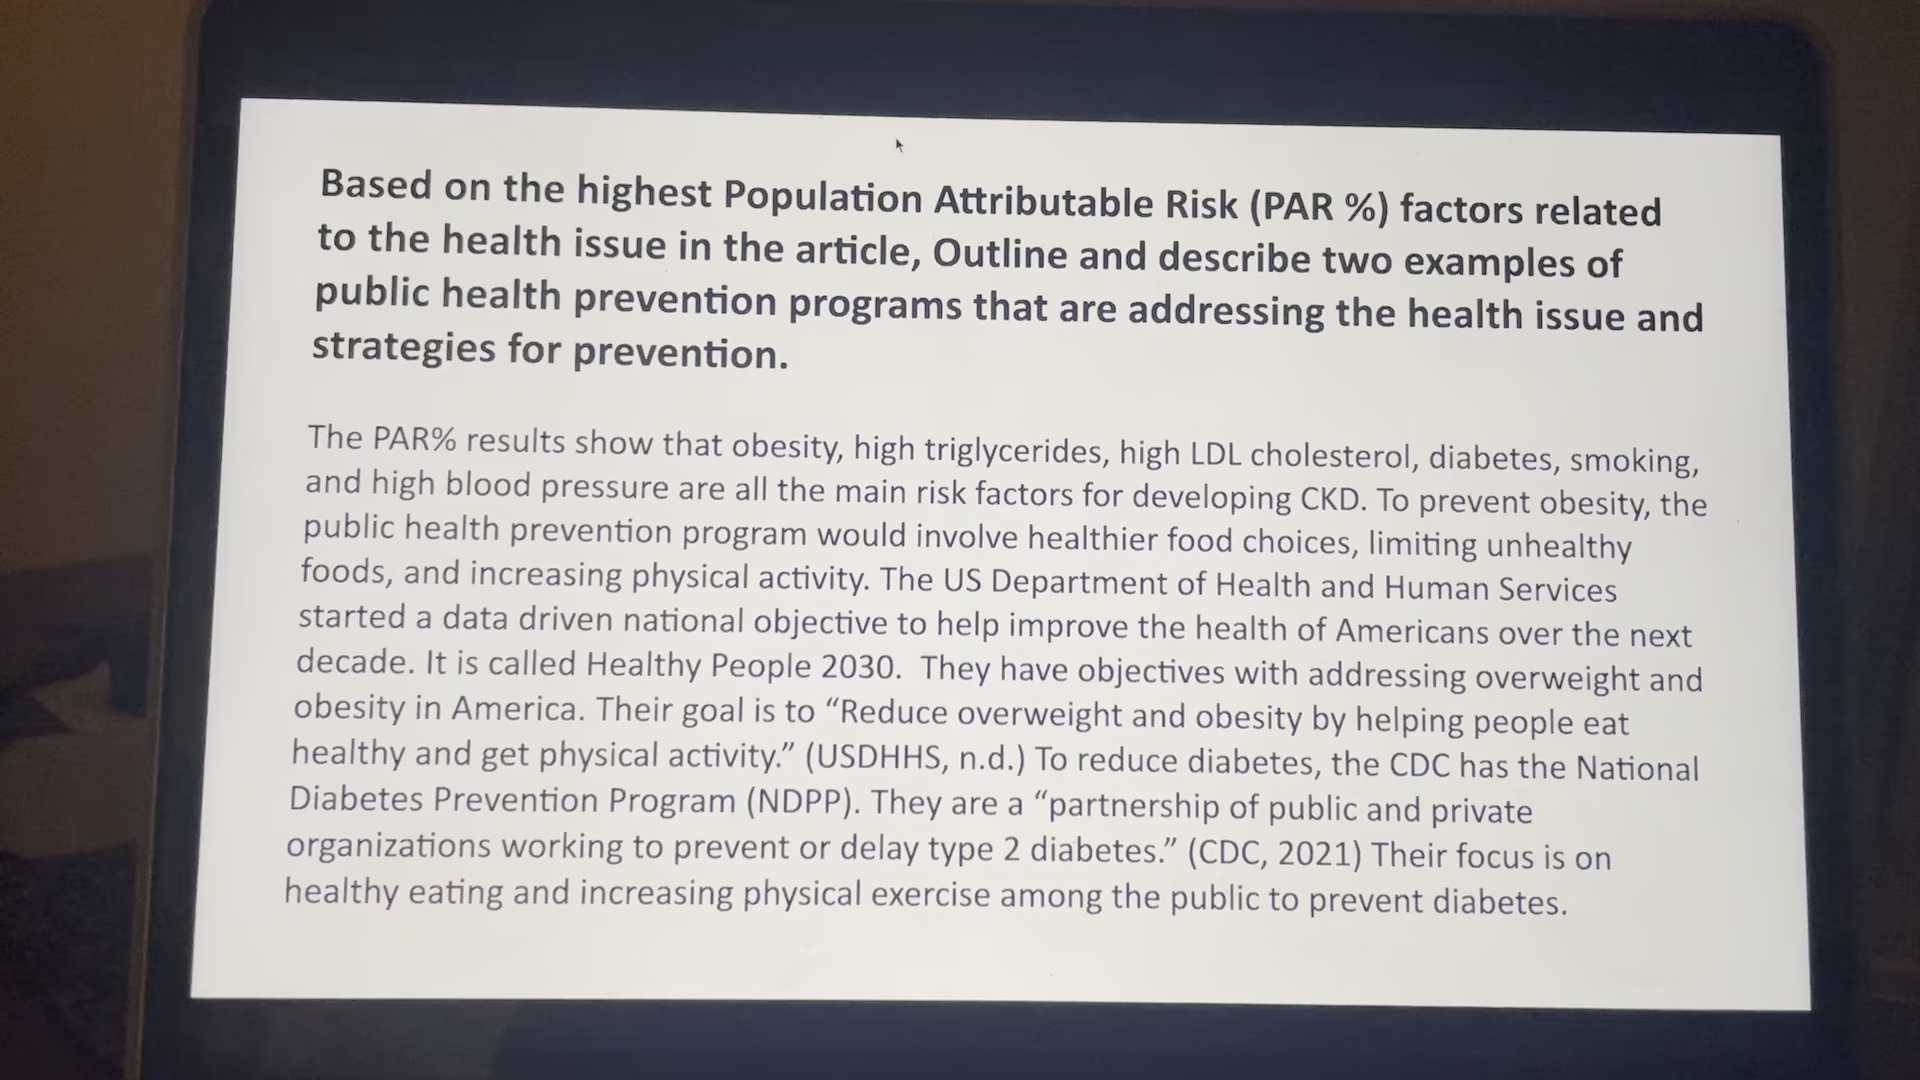 Based on the highest Population Attributable Risk (PAR %) factors related
to the health issue in the article, Outline and describe two examples of
public health prevention programs that are addressing the health issue and
strategies for prevention.
The PAR% results show that obesity, high triglycerides, high LDL cholesterol, diabetes, smoking,
and high blood pressure are all the main risk factors for developing CKD. To prevent obesity, the
public health prevention program would involve healthier food choices, limiting unhealthy
foods, and increasing physical activity. The US Department of Health and Human Services
started a data driven national objective to help improve the health of Americans over the next
decade. It is called Healthy People 2030.  They have objectives with addressing overweight and
obesity in America. Their goal is to “Reduce overweight and obesity by helping people eat
healthy and get physical activity.” (USDHHS, n.d.) To reduce diabetes, the CDC has the National
Diabetes Prevention Program (NDPP). They are a “partnership of public and private
organizations working to prevent or delay type 2 diabetes.” (CDC, 2021) Their focus is on
healthy eating and increasing physical exercise among the public to prevent diabetes.